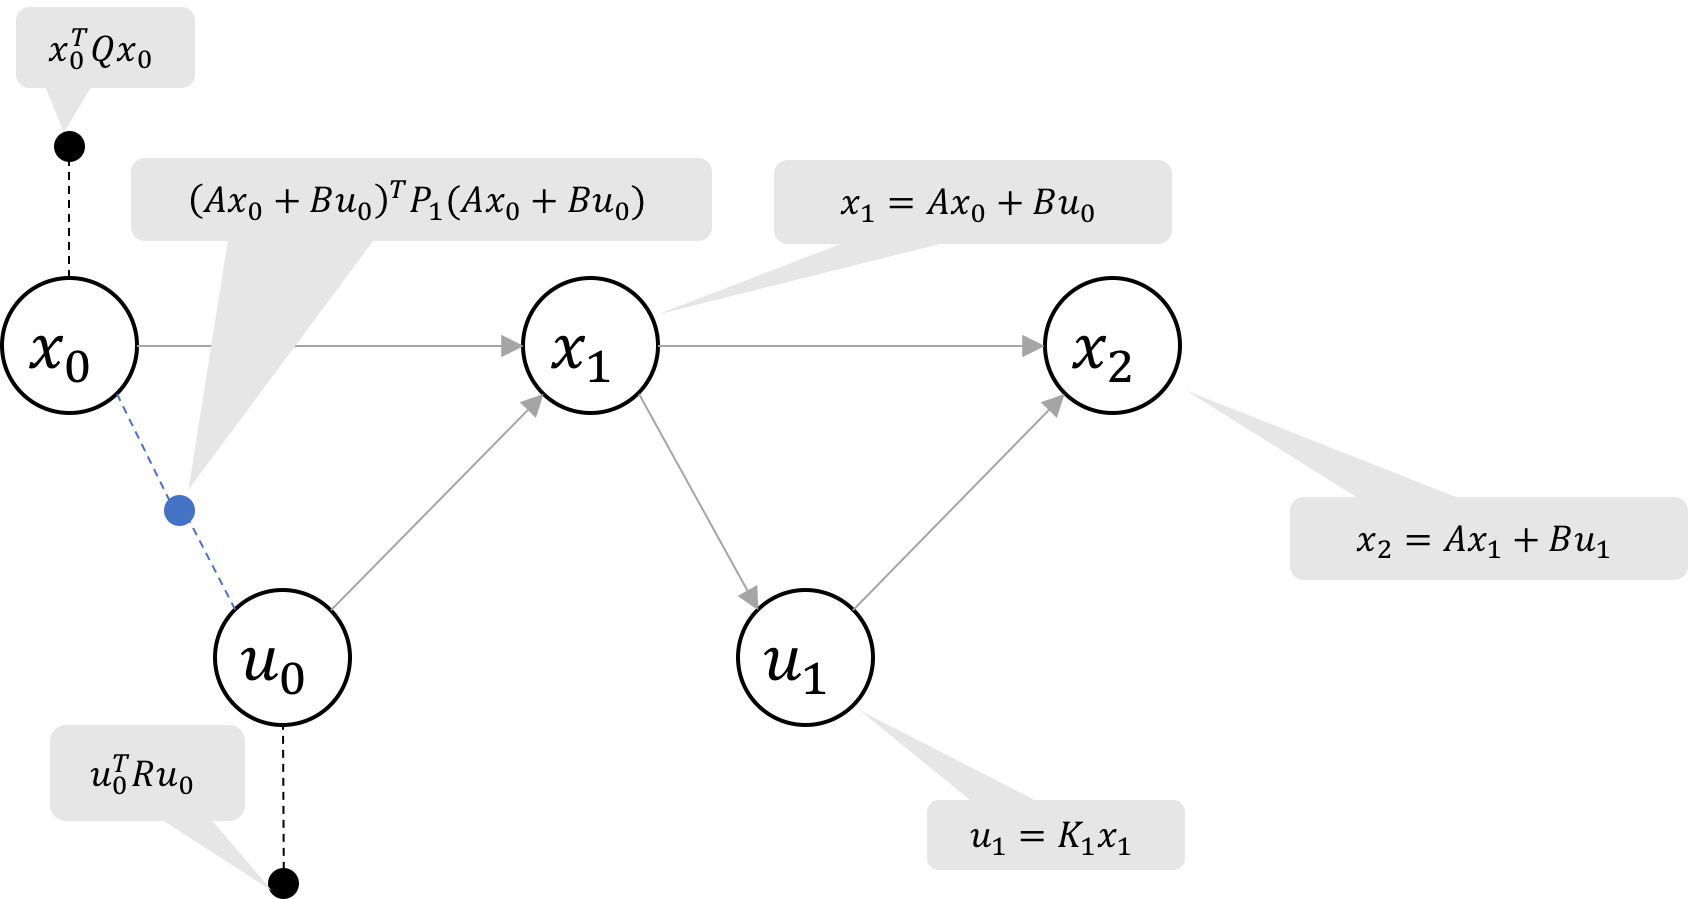 x_0^T Q x_0
(Ax_0 + Bu_0)^T P_1 (Ax_0 + Bu_0)
x_1 = Ax_0 + Bu_0
x_0
x_1
x_2
x_2 = Ax_1 + Bu_1
u_0
u_1
u_0^T R u_0
u_1 = K_1 x_1